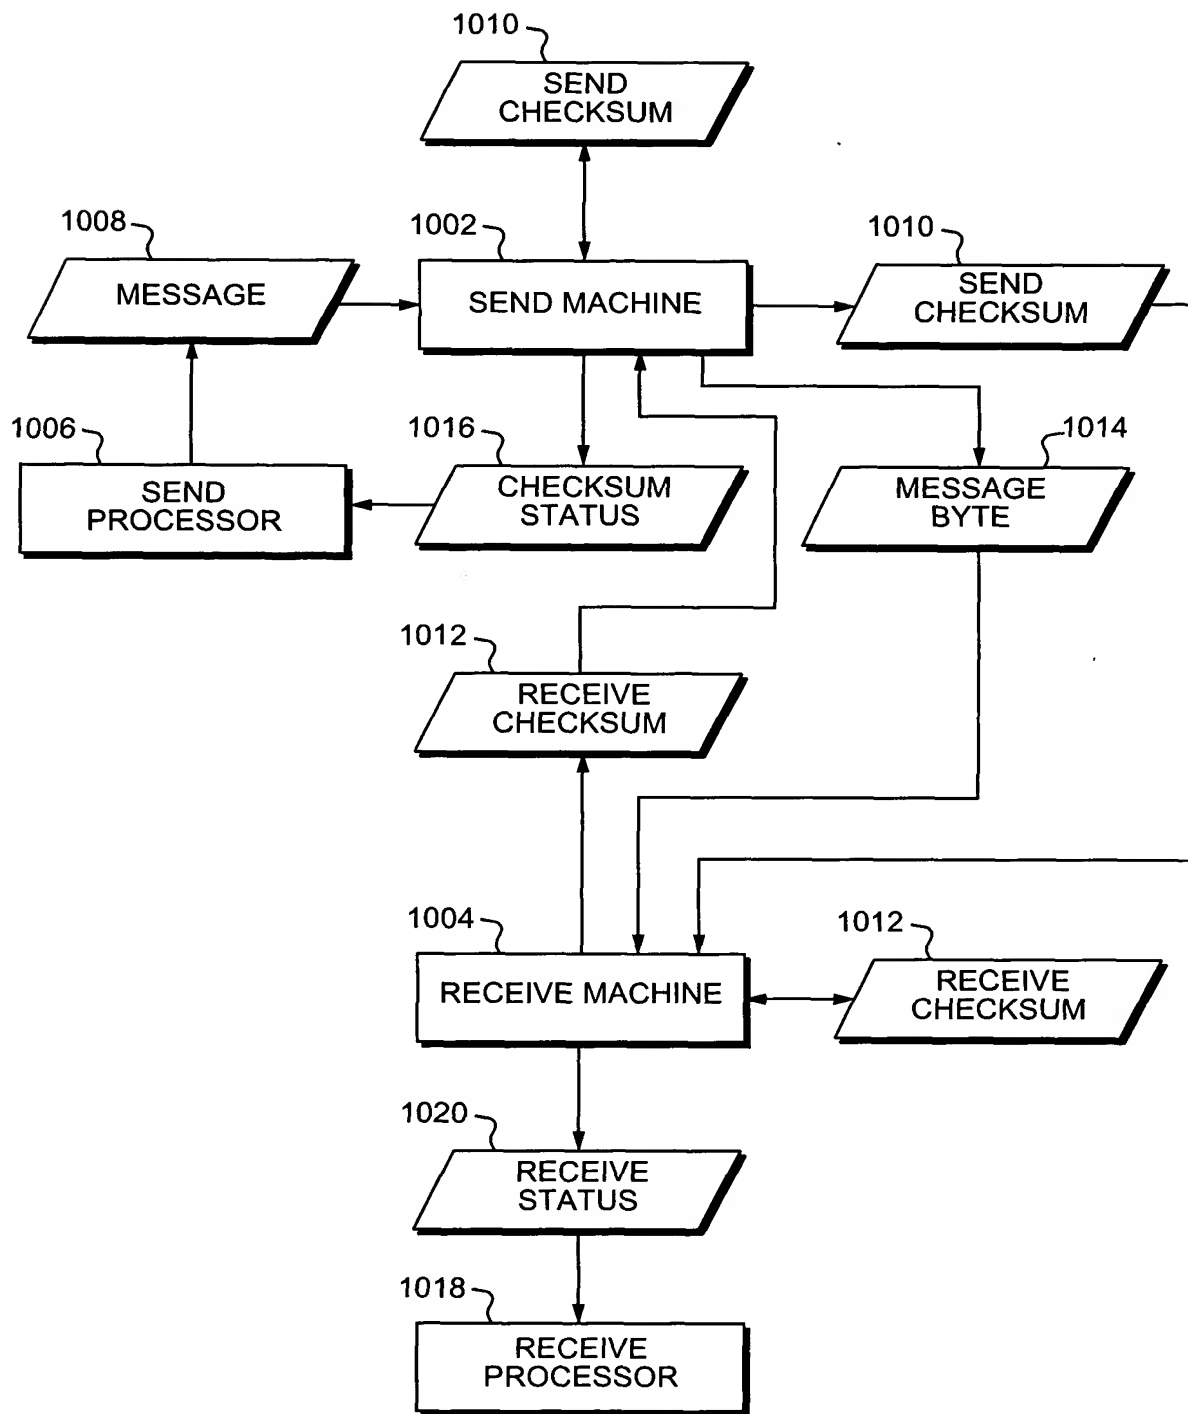 1010
SEND
CHECKSUM
1008
MESSAGE
1002
SEND MACHINE
1010
SEND
CHECKSUM
1006
SEND
PROCESSOR
1016
CHECKSUM
STATUS
1014
MESSAGE
BYTE
1012
RECEIVE
CHECKSUM
1004
RECEIVE MACHINE
1012
RECEIVE
CHECKSUM
1020
RECEIVE
STATUS
1018
RECEIVE
PROCESSOR